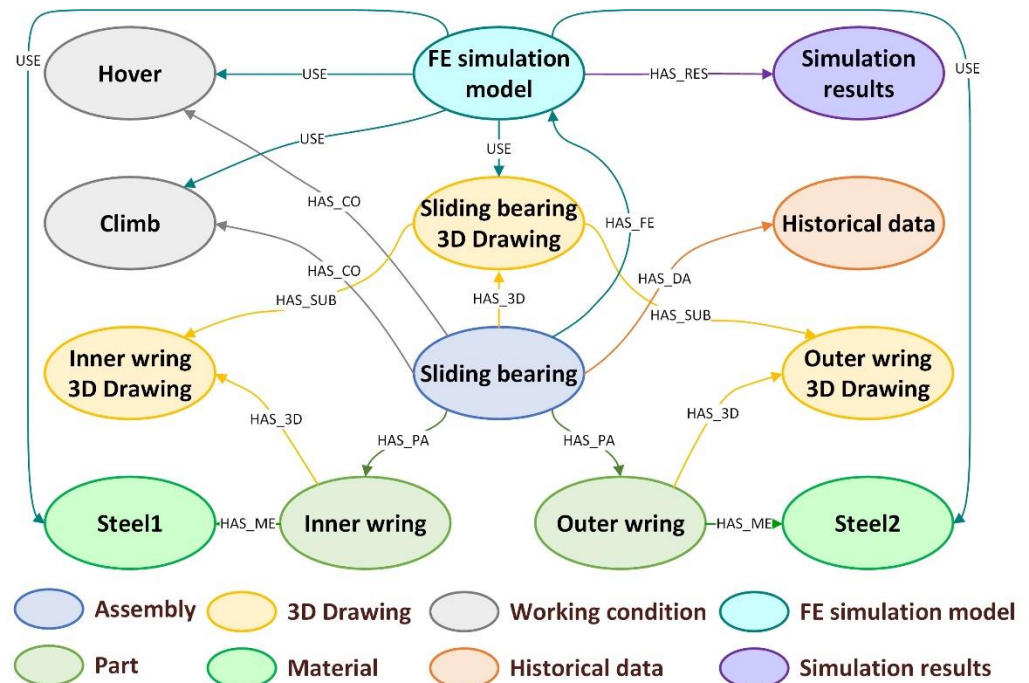 USE
USE
Hover
USE
FE simulation
model
HAS_RES
Simulation
results
USE
USE
Climb
HAS_CO
Sliding bearing
3D Drawing
HAS_FE
Historical data
HAS_CO
HAS_DA
HAS_SUB
HAS_3D
HAS_SUB
Inner wring
3D Drawing
Sliding bearing
Outer wring
3D Drawing
HAS_3D
HAS_PA
HAS_PA
HAS_3D
Steel1
HAS_ME
Inner wring
Outer wring
HAS_ME
Steel2
Assembly
3D Drawing
Working condition
FE simulation model
Part
Material
Historical data
Simulation results